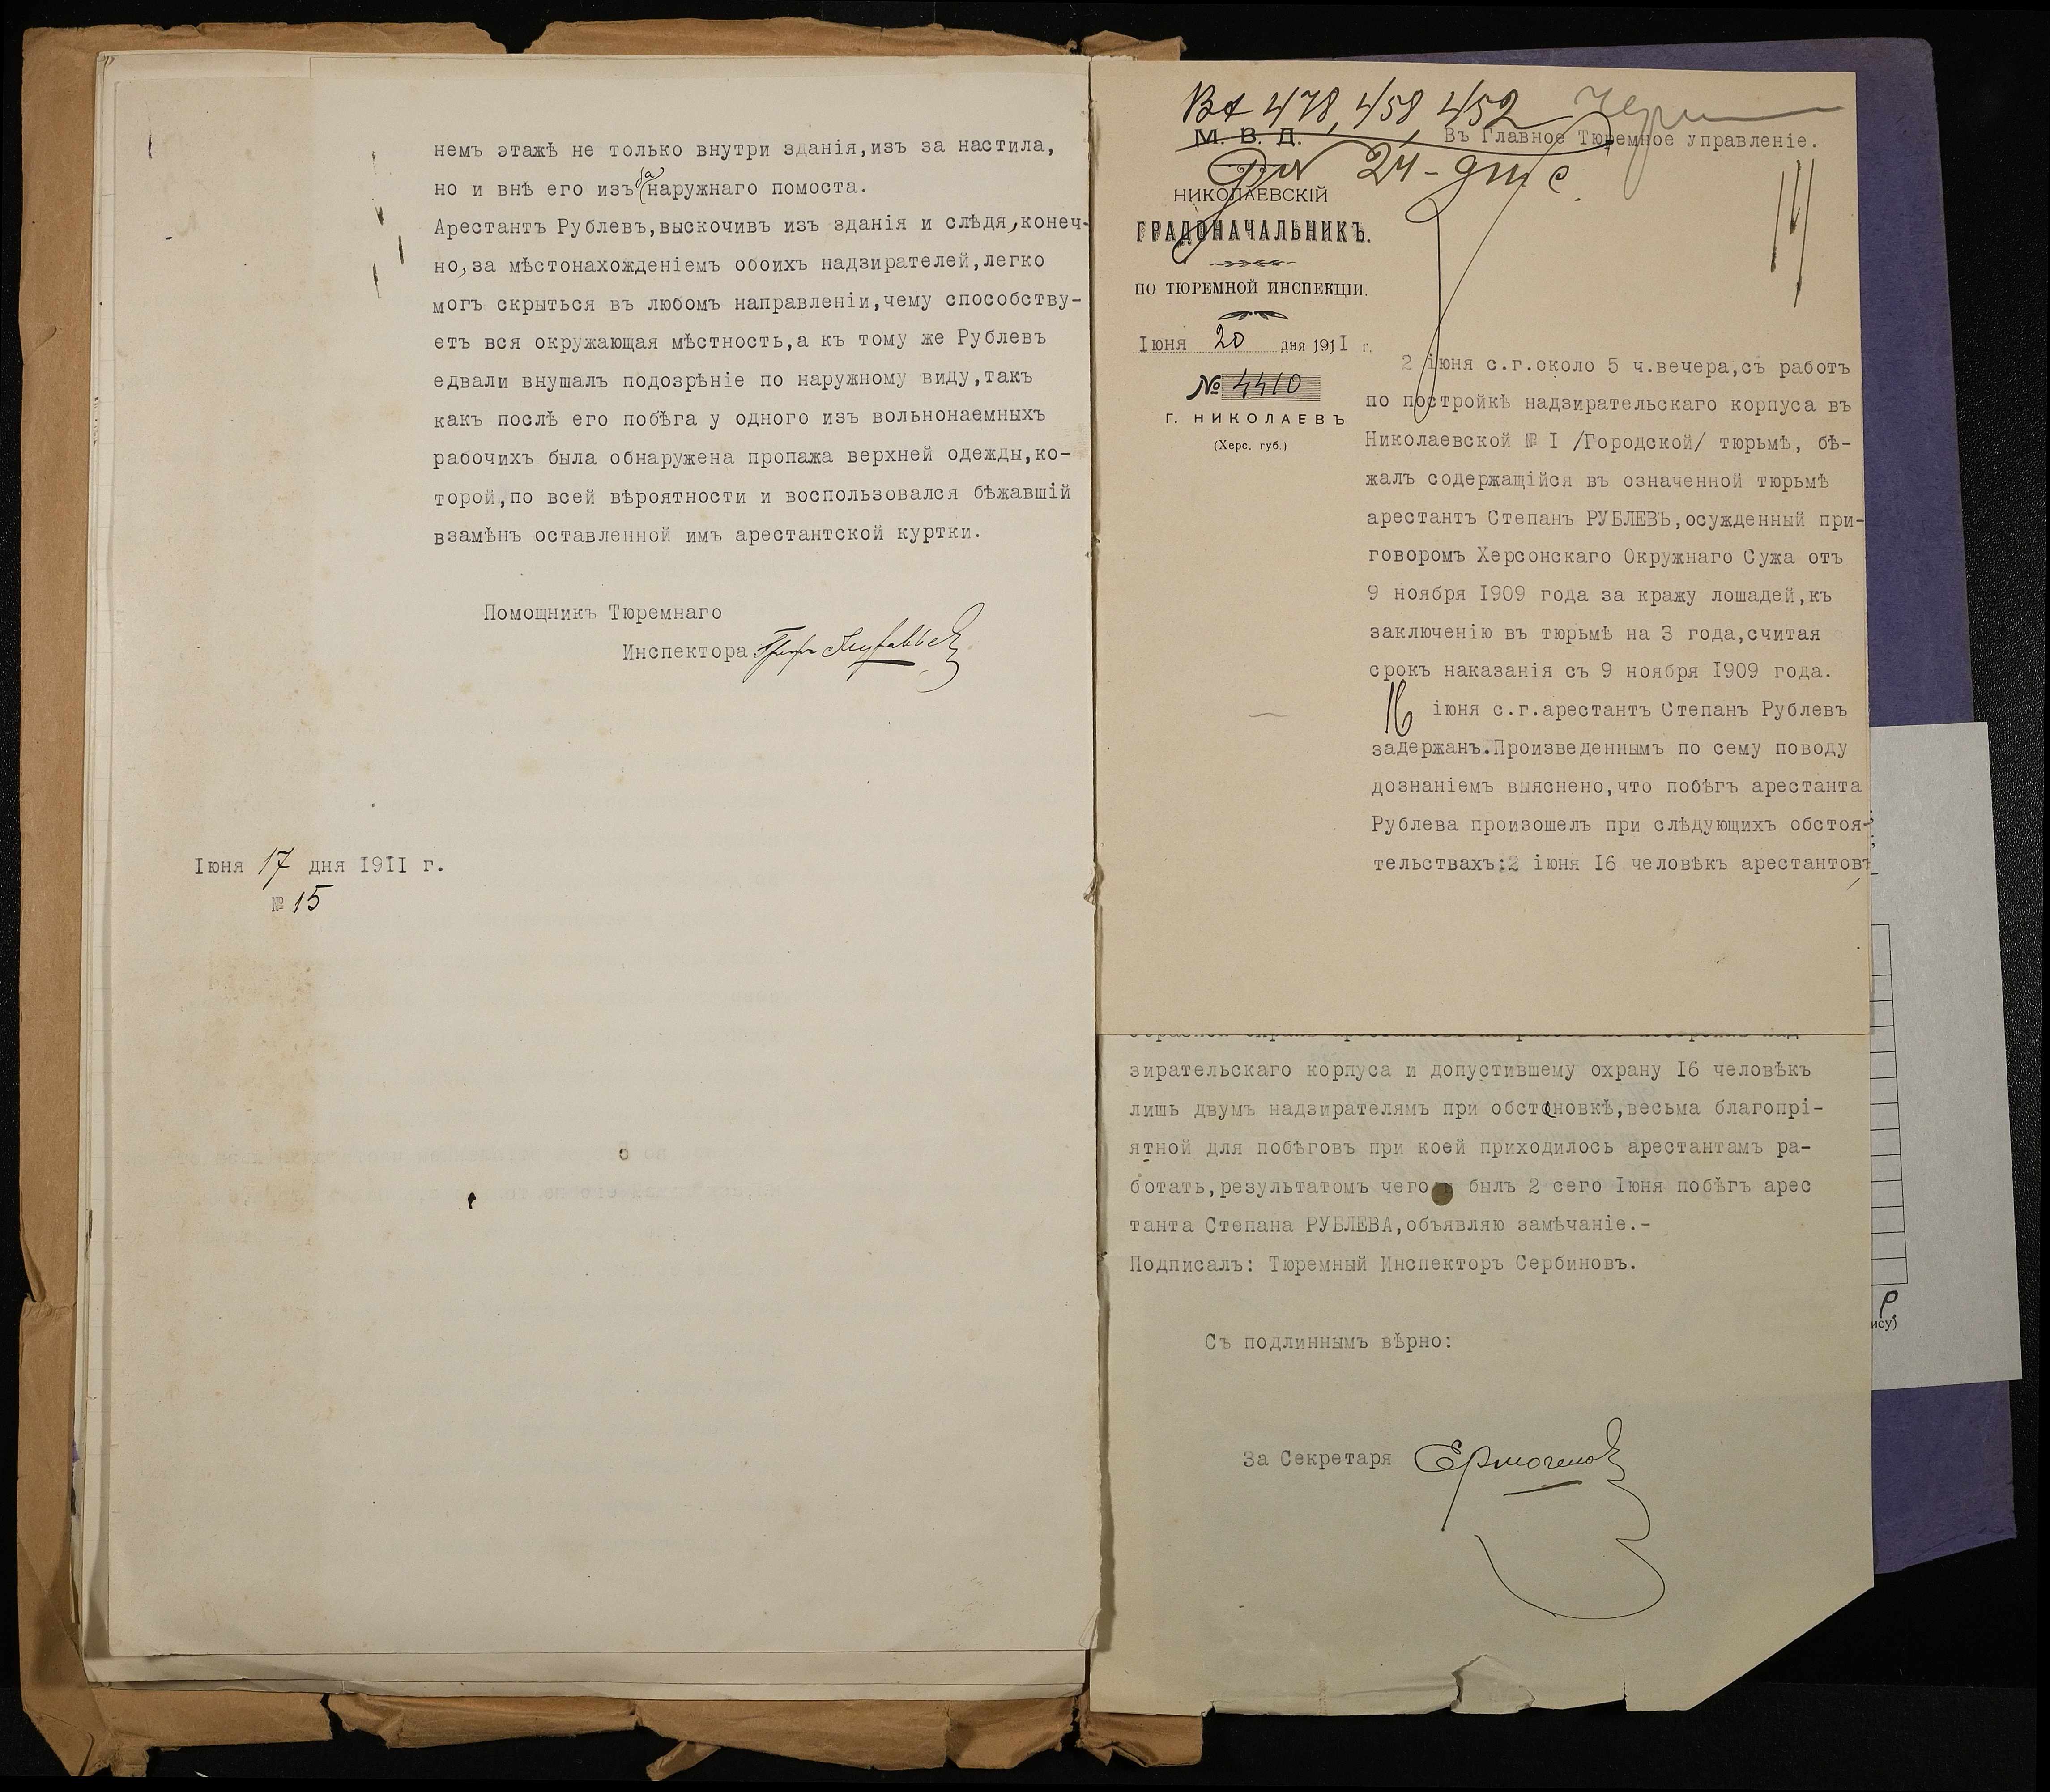 немъ этажѣ не только внутри зданія,изъ за настила,
но и внѣ его изъ за наружнаго помоста.
Арестантъ Рублевъ,выскочивъ изъ зданія и слѣдя,конеч-
но,за мѣстонахожденіемъ обоихъ надзирателей,легко
могъ скрыться въ любомъ направленіи,чему способству-
етъ вся окружающая мѣстность,а къ тому же Рублевъ
едвали внушалъ подозрѣніе по наружному виду,такъ
какъ послѣ его побѣга у одного изъ вольнонаемныхъ
рабочихъ была обнаружена пропажа верхней одежды,ко-
торой,по всей вѣроятности и воспользовался бѣжавшій
взамѣнъ оставленной имъ арестантской куртки.
Помощникъ Тюремнаго
Инспектора
Іюня 17 дня 1911 г.
№ 15
478, 458, 452
М. В. Д.
Въ Главное Тюремное Управленіе.
НИКОЛАЕВСКІЙ
ГРАДОНАЧАЛЬНИКЪ.
ПО ТЮРЕМНОЙ ИНСПЕКЦІИ.
Іюня 20 дня 1911 г.
№ 4410
Г. НИКОЛАЕВЪ
(Херс. губ.)
2 іюня с.г.около 5 ч.вечера,съ работъ
по постройкѣ надзирательскаго корпуса въ
Николаевской № I /Городской/ тюрьмѣ, бѣ-
жалъ содержащійся въ означенной тюрьмѣ
арестантъ Степанъ РУБЛЕВЪ,осужденный при-
говоромъ Херсонскаго Окружнаго Сужа отъ
9 ноября 1909 года за кражу лошадей,къ
заключенію въ тюрьмѣ на 3 года,считая
срокъ наказанія съ 9 ноября 1909 года.
16 іюня с.г.арестантъ Степанъ Рублевъ
задержанъ.Произведеннымъ по сему поводу
дознаніемъ выяснено,что побѣгъ арестанта
Рублева произошелъ при слѣдующихъ обстоя-
тельствахъ:2 іюня 16 человѣкъ арестантовъ
зирательскаго корпуса и допустившему охрану 16 человѣкъ
лишь двумъ надзирателямъ при обстановкѣ,весьма благопрі-
ятной для побѣговъ при коей приходилось арестантамъ ра-
ботать,результатомъ чего и былъ 2 сего Іюня побѣгъ арес
танта Степана РУБЛЕВА,объявляю замѣчаніе.-
Подписалъ: Тюремный Инспекторъ Сербиновъ.
Съ подлиннымъ вѣрно:
За Секретаря
ису)